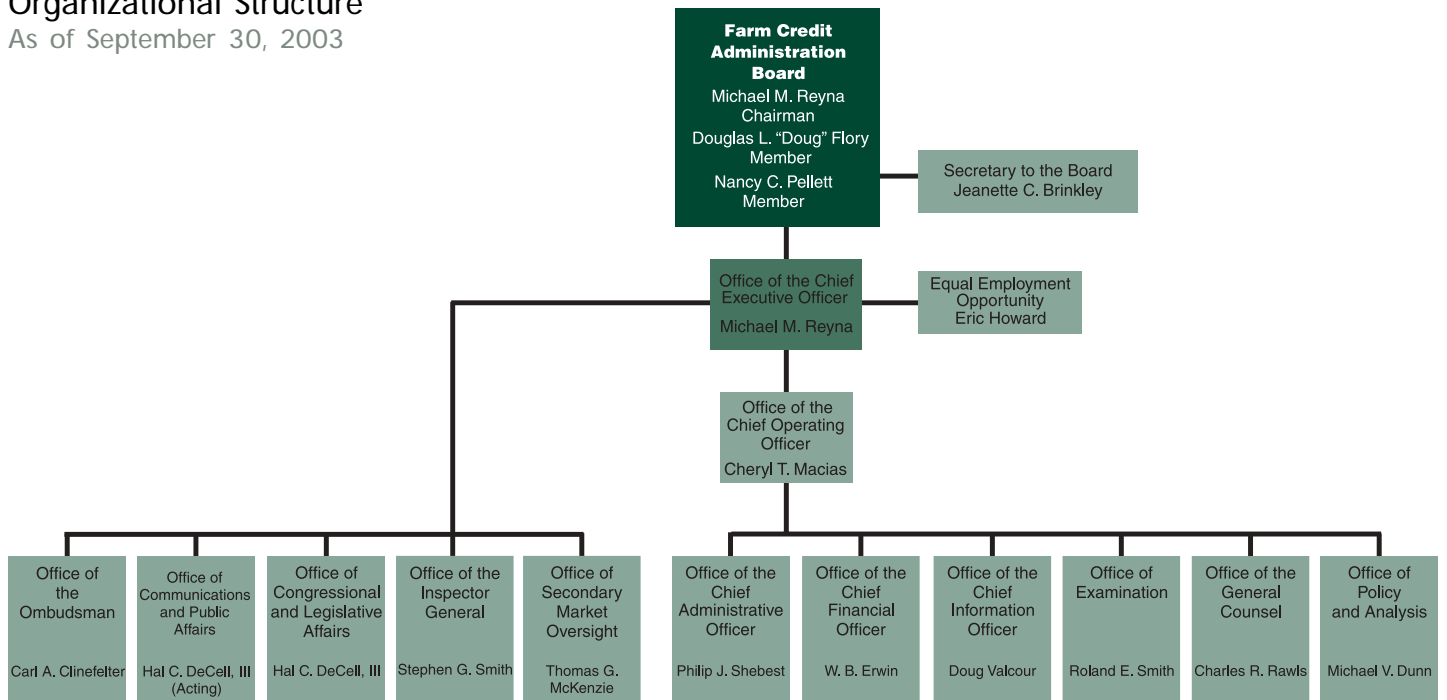 Organizational Structure
As of September 30, 2003
Farm Credit
Administration
Board
Michael M. Reyna
Chairman
Douglas L. “Doug” Flory
Member
Nancy C. Pellett
Member
Secretary to the Board
Jeanette C. Brinkley
Office of the Chief
Executive Officer
Michael M. Reyna
Equal Employment
Opportunity
Eric Howard
Office of the
Chief Operating
Officer
Cheryl T. Macias
Office of
the
Ombudsman
Carl A. Clinefelter
Office of
Communications
and Public
Affairs
Hal C. DeCell, III
(Acting)
Office of
Congressional
and Legislative
Affairs
Hal C. DeCell, III
Office of the
Inspector
General
Stephen G. Smith
Office of
Secondary
Market
Oversight
Thomas G.
McKenzie
Office of the
Chief
Administrative
Officer
Philip J. Shebest
Office of the
Chief
Financial
Officer
W. B. Erwin
Office of the
Chief
Information
Officer
Doug Valcour
Office of
Examination
Roland E. Smith
Office of the
General
Counsel
Charles R. Rawls
Office of
Policy
and Analysis
Michael V. Dunn